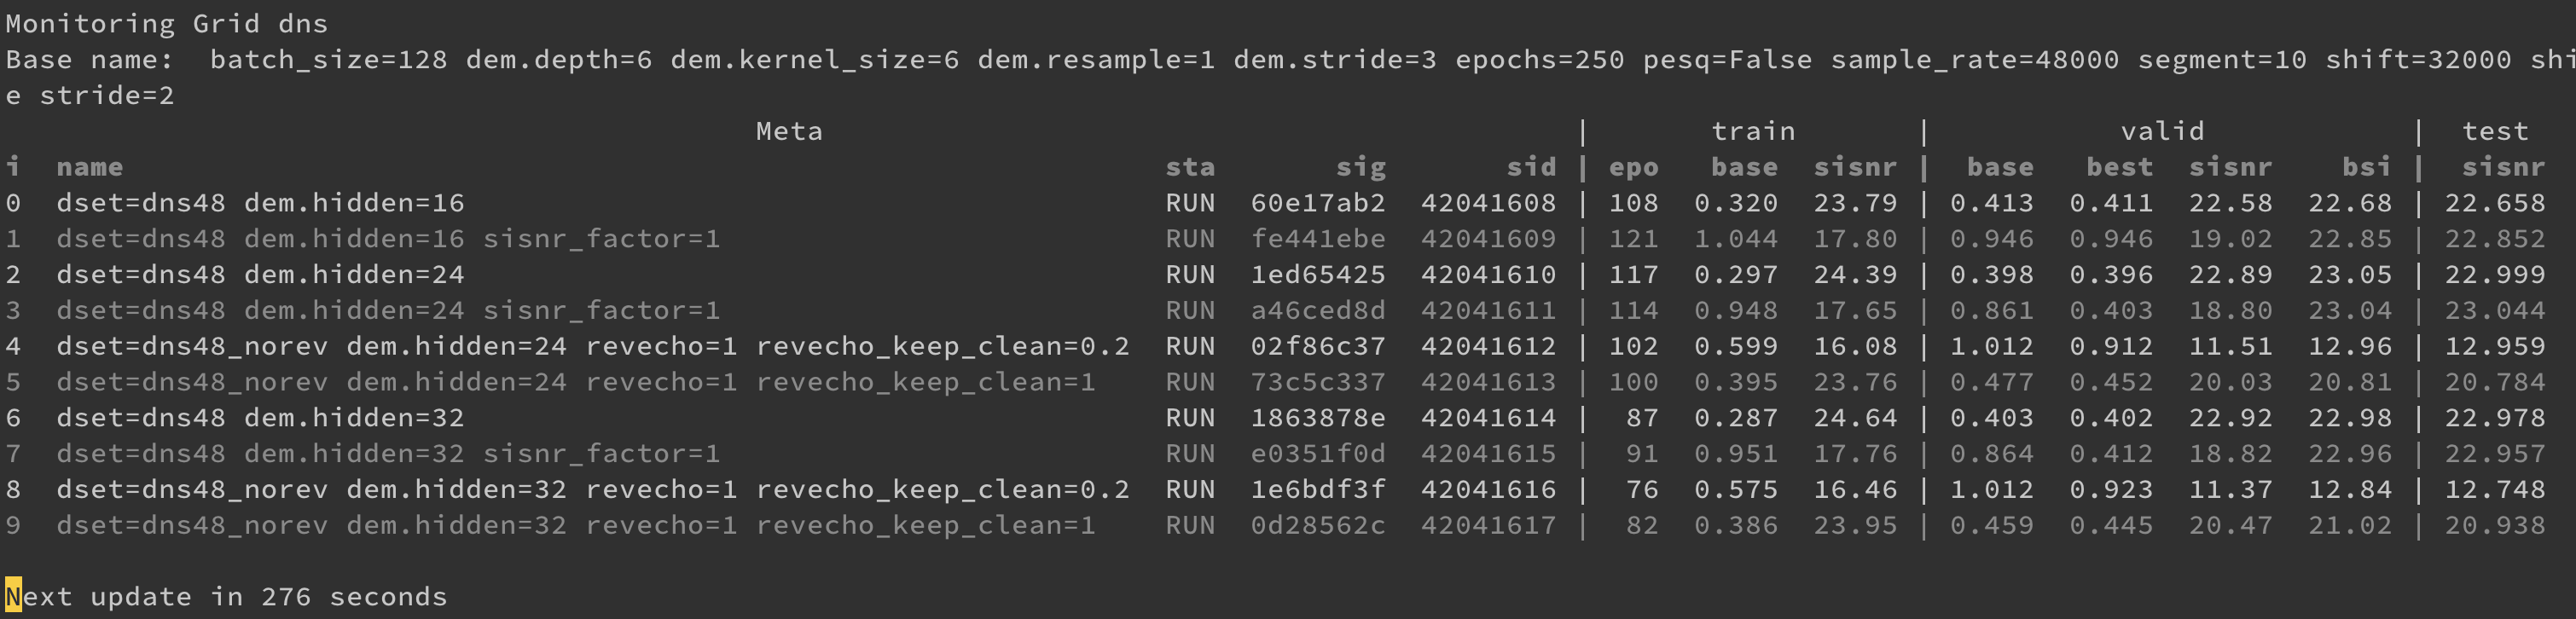 Monitoring Grid dns
Base name:  batch_size=128 dem.depth=6 dem.kernel_size=6 dem.resample=1 dem.stride=3 epochs=250 pesq=False sample_rate=48000 segment=10 shift=32000 shi
e stride=2
Meta | train | valid | test
i name sta sig sid | epo base sisnr | base best sisnr bsi | sisnr
0 dset=dns48 dem.hidden=16 RUN 60e17ab2 42041608 | 108 0.320 23.79 | 0.413 0.411 22.58 22.68 | 22.658
1 dset=dns48 dem.hidden=16 sisnr_factor=1 RUN fe441ebe 42041609 | 121 1.044 17.80 | 0.946 0.946 19.02 22.85 | 22.852
2 dset=dns48 dem.hidden=24 RUN 1ed65425 42041610 | 117 0.297 24.39 | 0.398 0.396 22.89 23.05 | 22.999
3 dset=dns48 dem.hidden=24 sisnr_factor=1 RUN a46ced8d 42041611 | 114 0.948 17.65 | 0.861 0.403 18.80 23.04 | 23.044
4 dset=dns48_norev dem.hidden=24 revecho=1 revecho_keep_clean=0.2 RUN 02f86c37 42041612 | 102 0.599 16.08 | 1.012 0.912 11.51 12.96 | 12.959
5 dset=dns48_norev dem.hidden=24 revecho=1 revecho_keep_clean=1 RUN 73c5c337 42041613 | 100 0.395 23.76 | 0.477 0.452 20.03 20.81 | 20.784
6 dset=dns48 dem.hidden=32 RUN 1863878e 42041614 | 87 0.287 24.64 | 0.403 0.402 22.92 22.98 | 22.978
7 dset=dns48 dem.hidden=32 sisnr_factor=1 RUN e0351f0d 42041615 | 91 0.951 17.76 | 0.864 0.412 18.82 22.96 | 22.957
8 dset=dns48_norev dem.hidden=32 revecho=1 revecho_keep_clean=0.2 RUN 1e6bdf3f 42041616 | 76 0.575 16.46 | 1.012 0.923 11.37 12.84 | 12.748
9 dset=dns48_norev dem.hidden=32 revecho=1 revecho_keep_clean=1 RUN 0d28562c 42041617 | 82 0.386 23.95 | 0.459 0.445 20.47 21.02 | 20.938
Next update in 276 seconds